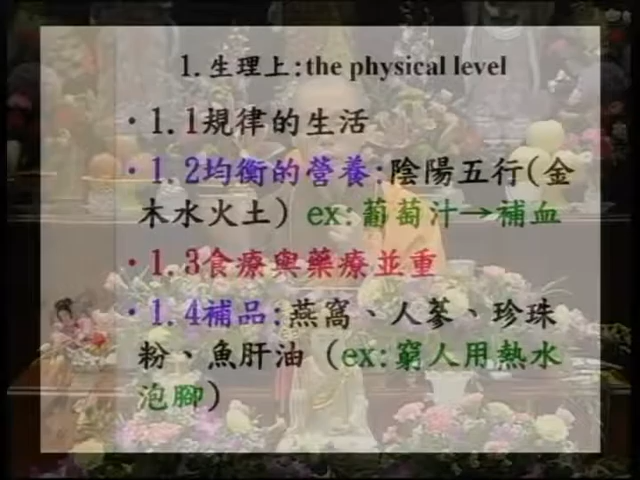 1.生理上:the physical level
·1.1規律的生活
·1.2均衡的營養:陰陽五行(金
木水火土) ex:葡萄汁→補血
·1.3食療與藥療並重
·1.4補品:燕窩、人蔘、珍珠
粉、魚肝油 (ex:窮人用熱水
泡腳)